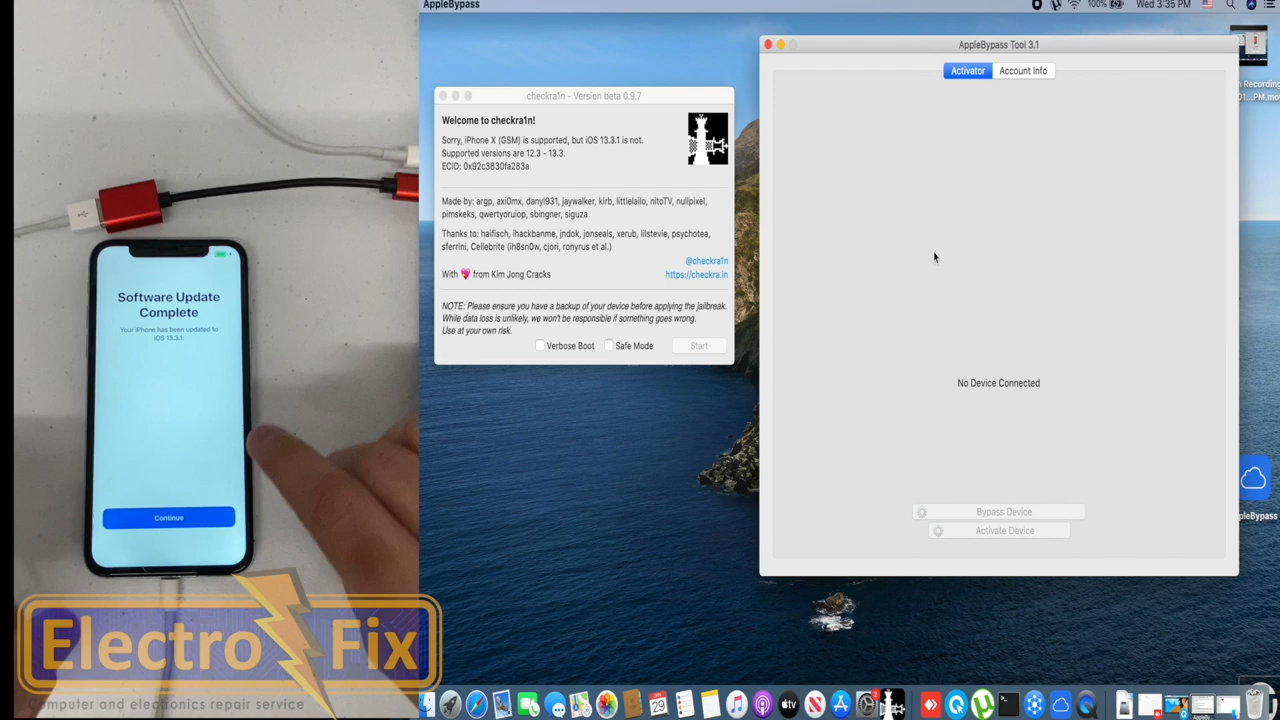 AppleBypass
100%
Wed 3:35 PM
AppleBypass Tool 3.1
Activator
Account Info
n Recording
01...PM.mov
checkra1n - Version beta 0.9.7
Welcome to checkra1n!
Sorry, iPhone X (GSM) is supported, but iOS 13.3.1 is not.
Supported versions are 12.3 - 13.3.
ECID: 0x92c3830fa283a
Made by: argp, axi0mx, danyl931, jaywalker, kirb, littlelailo, nitoTV, nullpixel,
pimskeks, qwertyoruiop, sbingner, siguza
Thanks to: haifisch, ihackbanme, jndok, jonseals, xerub, lilstevie, psychotea,
sferrini, Cellebrite (ih8sn0w, cjori, ronyrus et al.)
@checkra1n
With 💖 from Kim Jong Cracks
https://checkra.in
NOTE: Please ensure you have a backup of your device before applying the jailbreak.
While data loss is unlikely, we won't be responsible if something goes wrong.
Use at your own risk.
Verbose Boot
Safe Mode
Start
No Device Connected
Bypass Device
Activate Device
ppleBypass
Software Update
Complete
Your iPhone has been updated to
iOS 13.3.1.
Continue
Electro Fix
Computer and electronics repair service
29